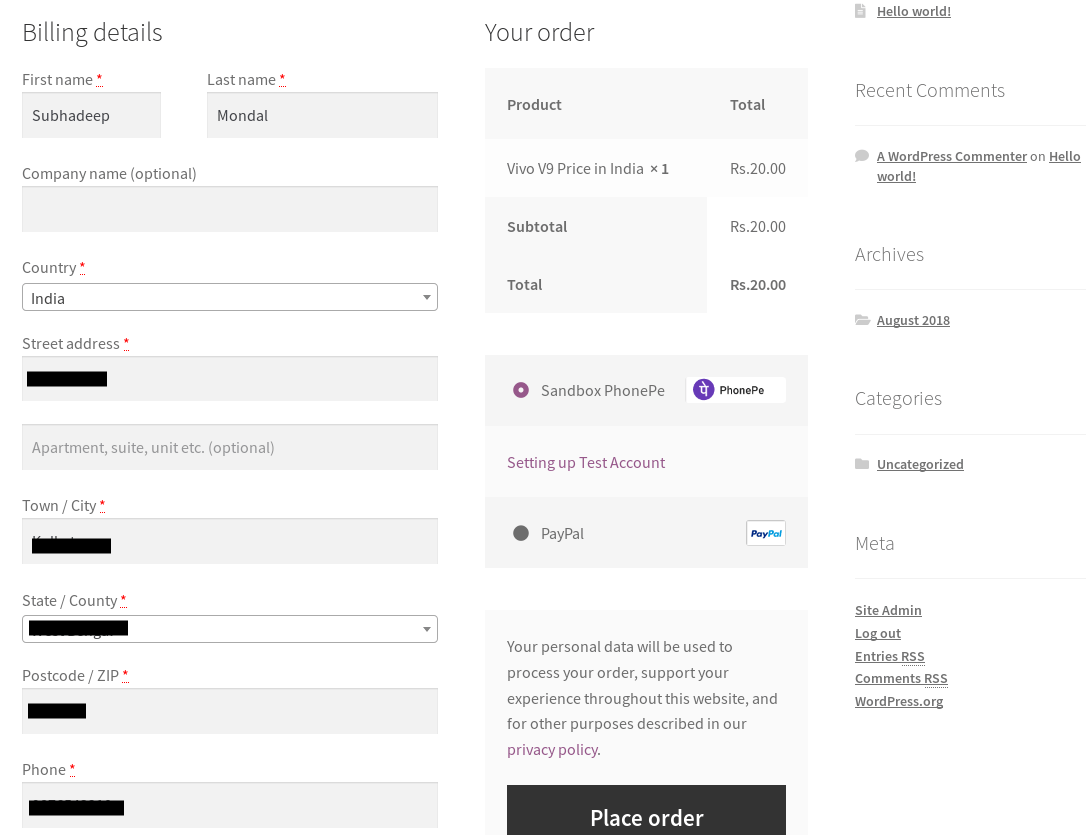 Billing details
First name *
Last name *
Subhadeep
Mondal
Company name (optional)
Country *
India
Street address *
Apartment, suite, unit etc. (optional)
Town / City *
State / County *
Postcode / ZIP *
Phone *
Your order
Product Total
Vivo V9 Price in India × 1 Rs.20.00
Subtotal Rs.20.00
Total Rs.20.00
Sandbox PhonePe
पे PhonePe
Setting up Test Account
PayPal
PayPal
Your personal data will be used to
process your order, support your
experience throughout this website, and
for other purposes described in our
privacy policy.
Place order
Hello world!
Recent Comments
A WordPress Commenter on Hello
world!
Archives
August 2018
Categories
Uncategorized
Meta
Site Admin
Log out
Entries RSS
Comments RSS
WordPress.org